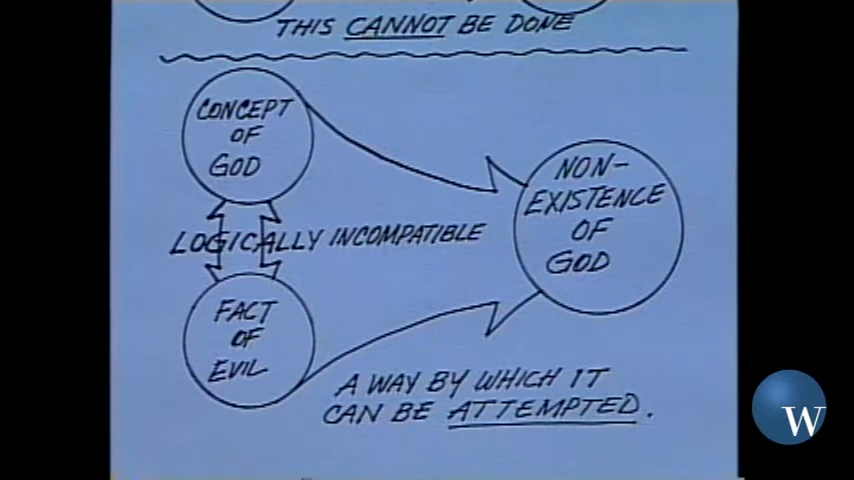 THIS CANNOT BE DONE
CONCEPT
OF
GOD
NON-
EXISTENCE
OF
GOD
LOGICALLY INCOMPATIBLE
FACT
OF
EVIL
A WAY BY WHICH IT
CAN BE ATTEMPTED.
W